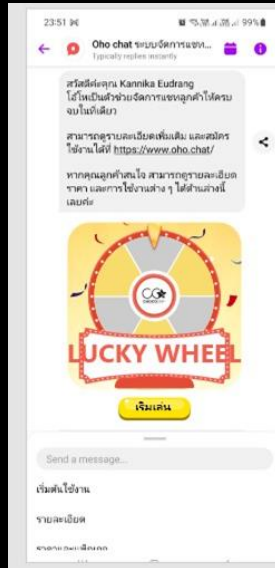 23:51
99%
Oho chat ระบบจัดการแชท...
Typically replies instantly
สวัสดีค่ะคุณ Kannika Eudrang
โอ้โหเป็นตัวช่วยจัดการแชทลูกค้าให้ครบ
จบในที่เดียว
สามารถดูรายละเอียดเพิ่มเติม และสมัคร
ใช้งานได้ที่ https://www.oho.chat/
หากคุณลูกค้าสนใจ สามารถดูรายละเอียด
ราคา และการใช้งานต่าง ๆ ได้ด้านล่างนี้
เลยค่ะ
LUCKY WHEEL
เริ่มเล่น
Send a message...
เริ่มต้นใช้งาน
รายละเอียด